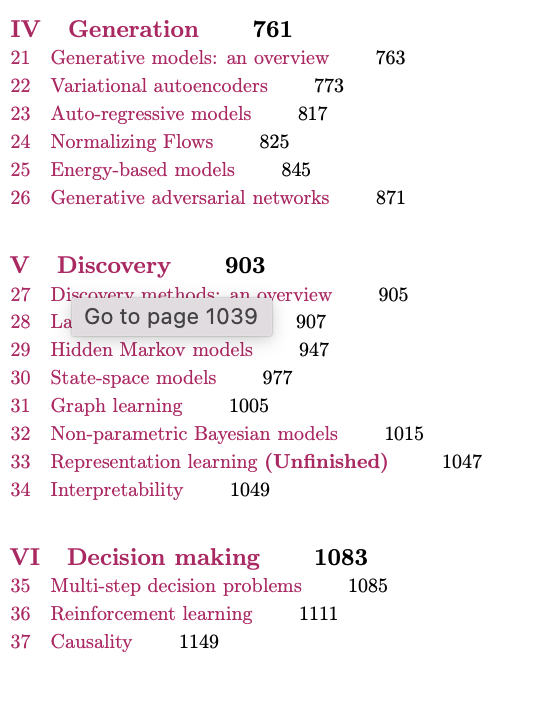 IV Generation 761
21 Generative models: an overview 763
22 Variational autoencoders 773
23 Auto-regressive models 817
24 Normalizing Flows 825
25 Energy-based models 845
26 Generative adversarial networks 871
V Discovery 903
27 Discovery methods: an overview 905
Go to page 1039
28 La 907
29 Hidden Markov models 947
30 State-space models 977
31 Graph learning 1005
32 Non-parametric Bayesian models 1015
33 Representation learning (Unfinished) 1047
34 Interpretability 1049
VI Decision making 1083
35 Multi-step decision problems 1085
36 Reinforcement learning 1111
37 Causality 1149